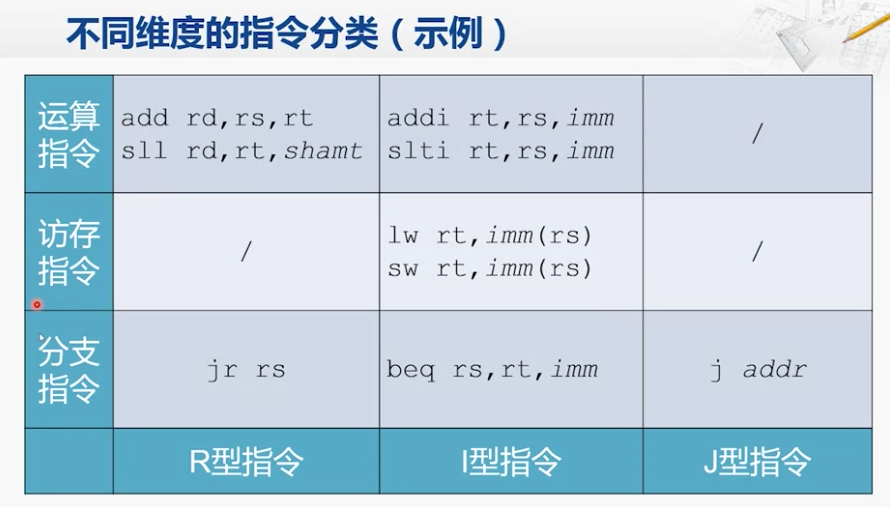 不同维度的指令分类（示例）
运算
指令
add rd,rs,rt
sll rd,rt,shamt
addi rt,rs,imm
slti rt,rs,imm
/
访存
指令
/
lw rt,imm(rs)
sw rt,imm(rs)
/
分支
指令
jr rs
beq rs,rt,imm
j addr
R型指令
I型指令
J型指令